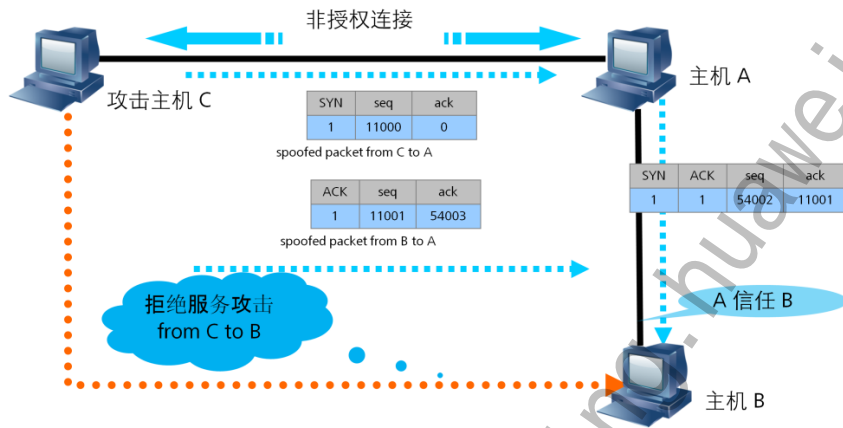 非授权连接
攻击主机 C
主机 A
SYN seq ack
1 11000 0
spoofed packet from C to A
SYN ACK seq ack
1 1 54002 11001
ACK seq ack
1 11001 54003
spoofed packet from B to A
拒绝服务攻击
from C to B
A 信任 B
主机 B
ng.huawei.